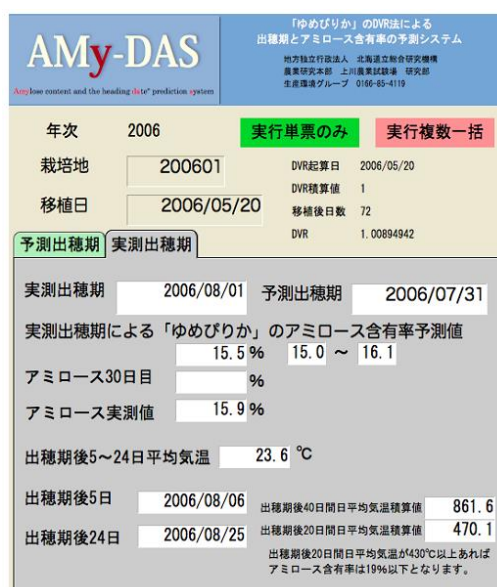 AMy-DAS
Amylose content and the heading date" prediction system
「ゆめぴりか」のDVR法による
出穂期とアミロース含有率の予測システム
地方独立行政法人 北海道立総合研究機構
農業研究本部 上川農業試験場 研究部
生産環境グループ 0166-85-4119
年次 2006 実行単票のみ 実行複数一括
栽培地 200601
DVR起算日 2006/05/20
DVR積算値 1
移植日 2006/05/20
移植後日数 72
DVR 1.00894942
予測出穂期 実測出穂期
実測出穂期 2006/08/01 予測出穂期 2006/07/31
実測出穂期による「ゆめぴりか」のアミロース含有率予測値
15.5 % 15.0 ~ 16.1
アミロース30日目 %
アミロース実測値 15.9 %
出穂期後5~24日平均気温 23.6 ℃
出穂期後5日 2006/08/06 出穂期後40日間日平均気温積算値 861.6
出穂期後24日 2006/08/25 出穂期後20日間日平均気温積算値 470.1
出穂期後20日間日平均気温が430℃以上あれば
アミロース含有率は19%以下となります。